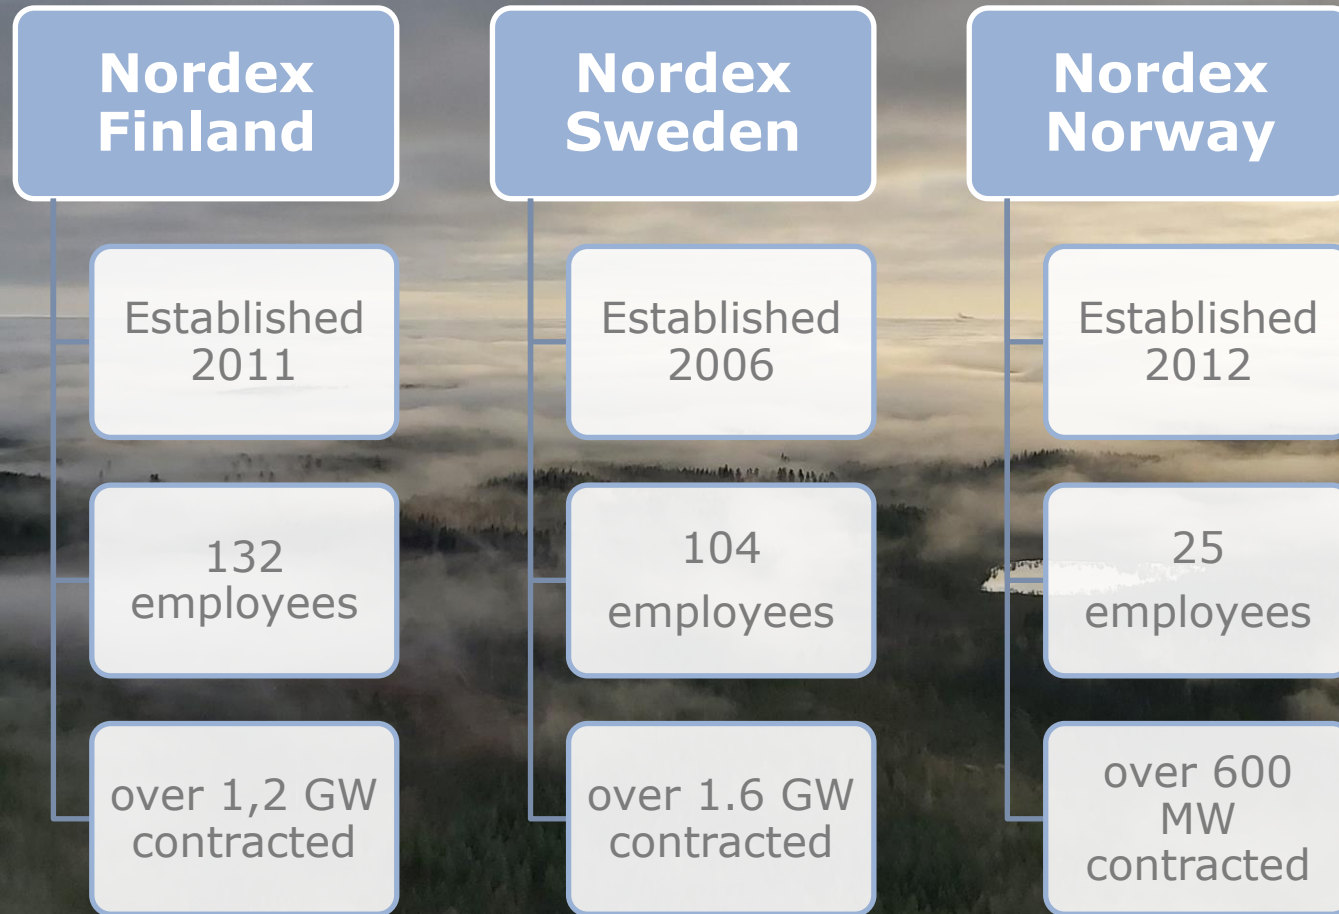 Nordex
Finland
Established
2011
132
employees
over 1,2 GW
contracted
Nordex
Sweden
Established
2006
104
employees
over 1.6 GW
contracted
Nordex
Norway
Established
2012
25
employees
over 600
MW
contracted